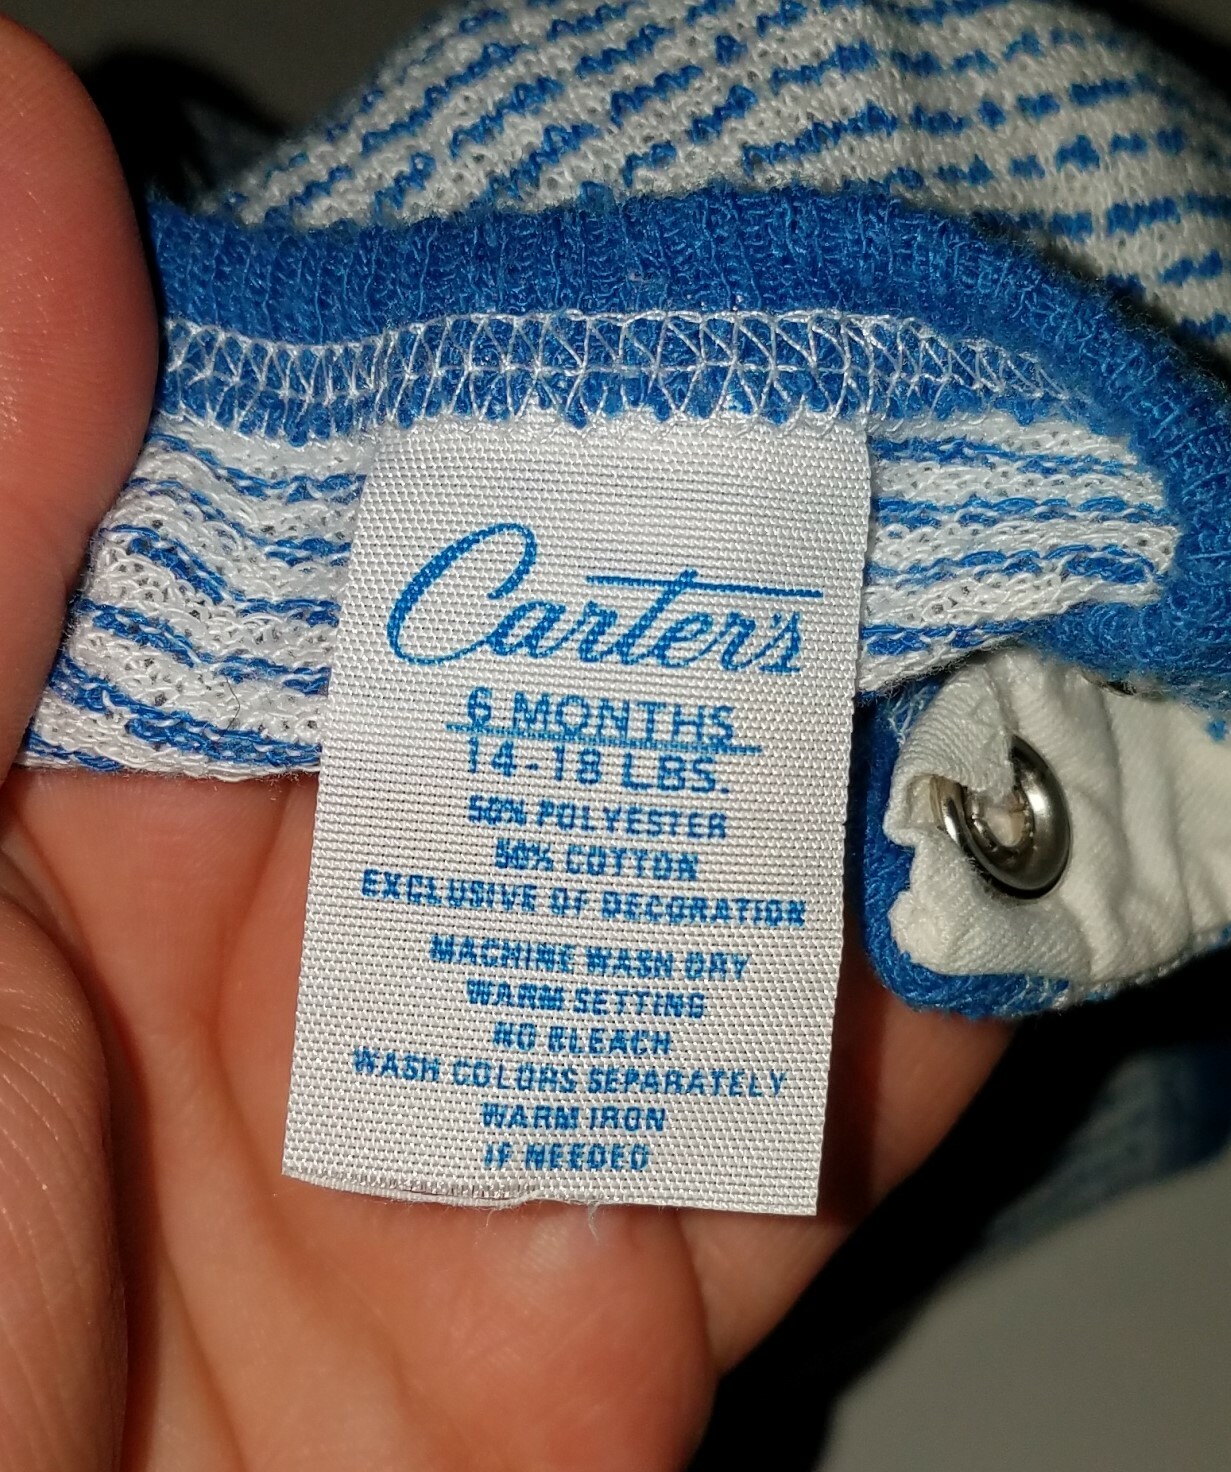 Carter's
6 MONTHS
14-18 LBS.
50% POLYESTER
50% COTTON
EXCLUSIVE OF DECORATION
MACHINE WASH DRY
WARM SETTING
NO BLEACH
WASH COLORS SEPARATELY
WARM IRON
IF NEEDED